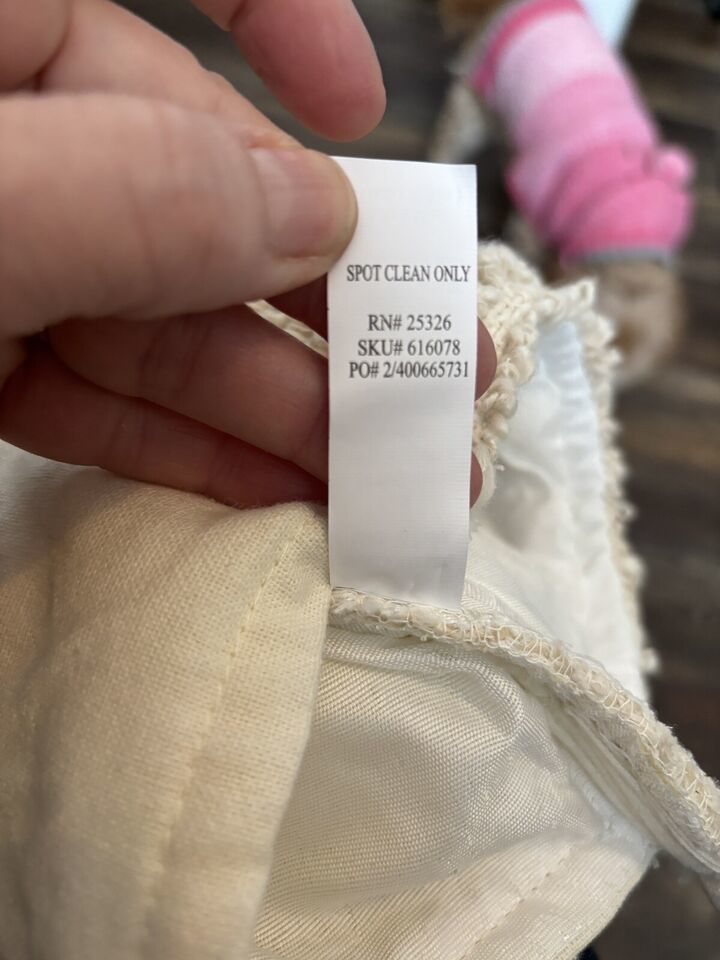 SPOT CLEAN ONLY
RN# 25326
SKU# 616078
PO# 2/400665731